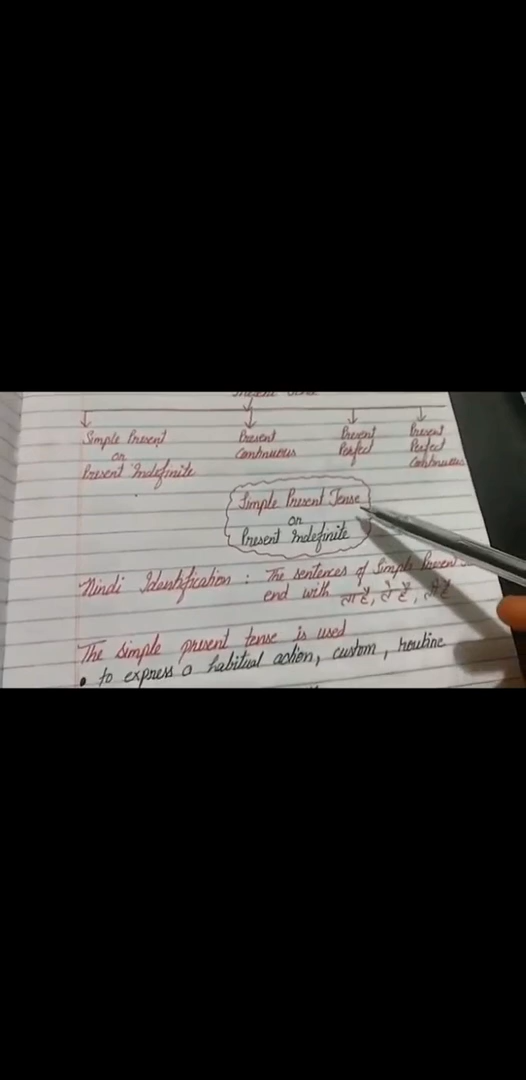 Present Tense
Simple Present
or
Present Indefinite
Present
Continuous
Present
Perfect
Present
Perfect
Continuous
Simple Present Tense
or
Present Indefinite
Hindi Identification : The sentences of Simple Present
end with ता है, ते हैं, ती है
The simple present tense is used
• to express a habitual action, custom, routine